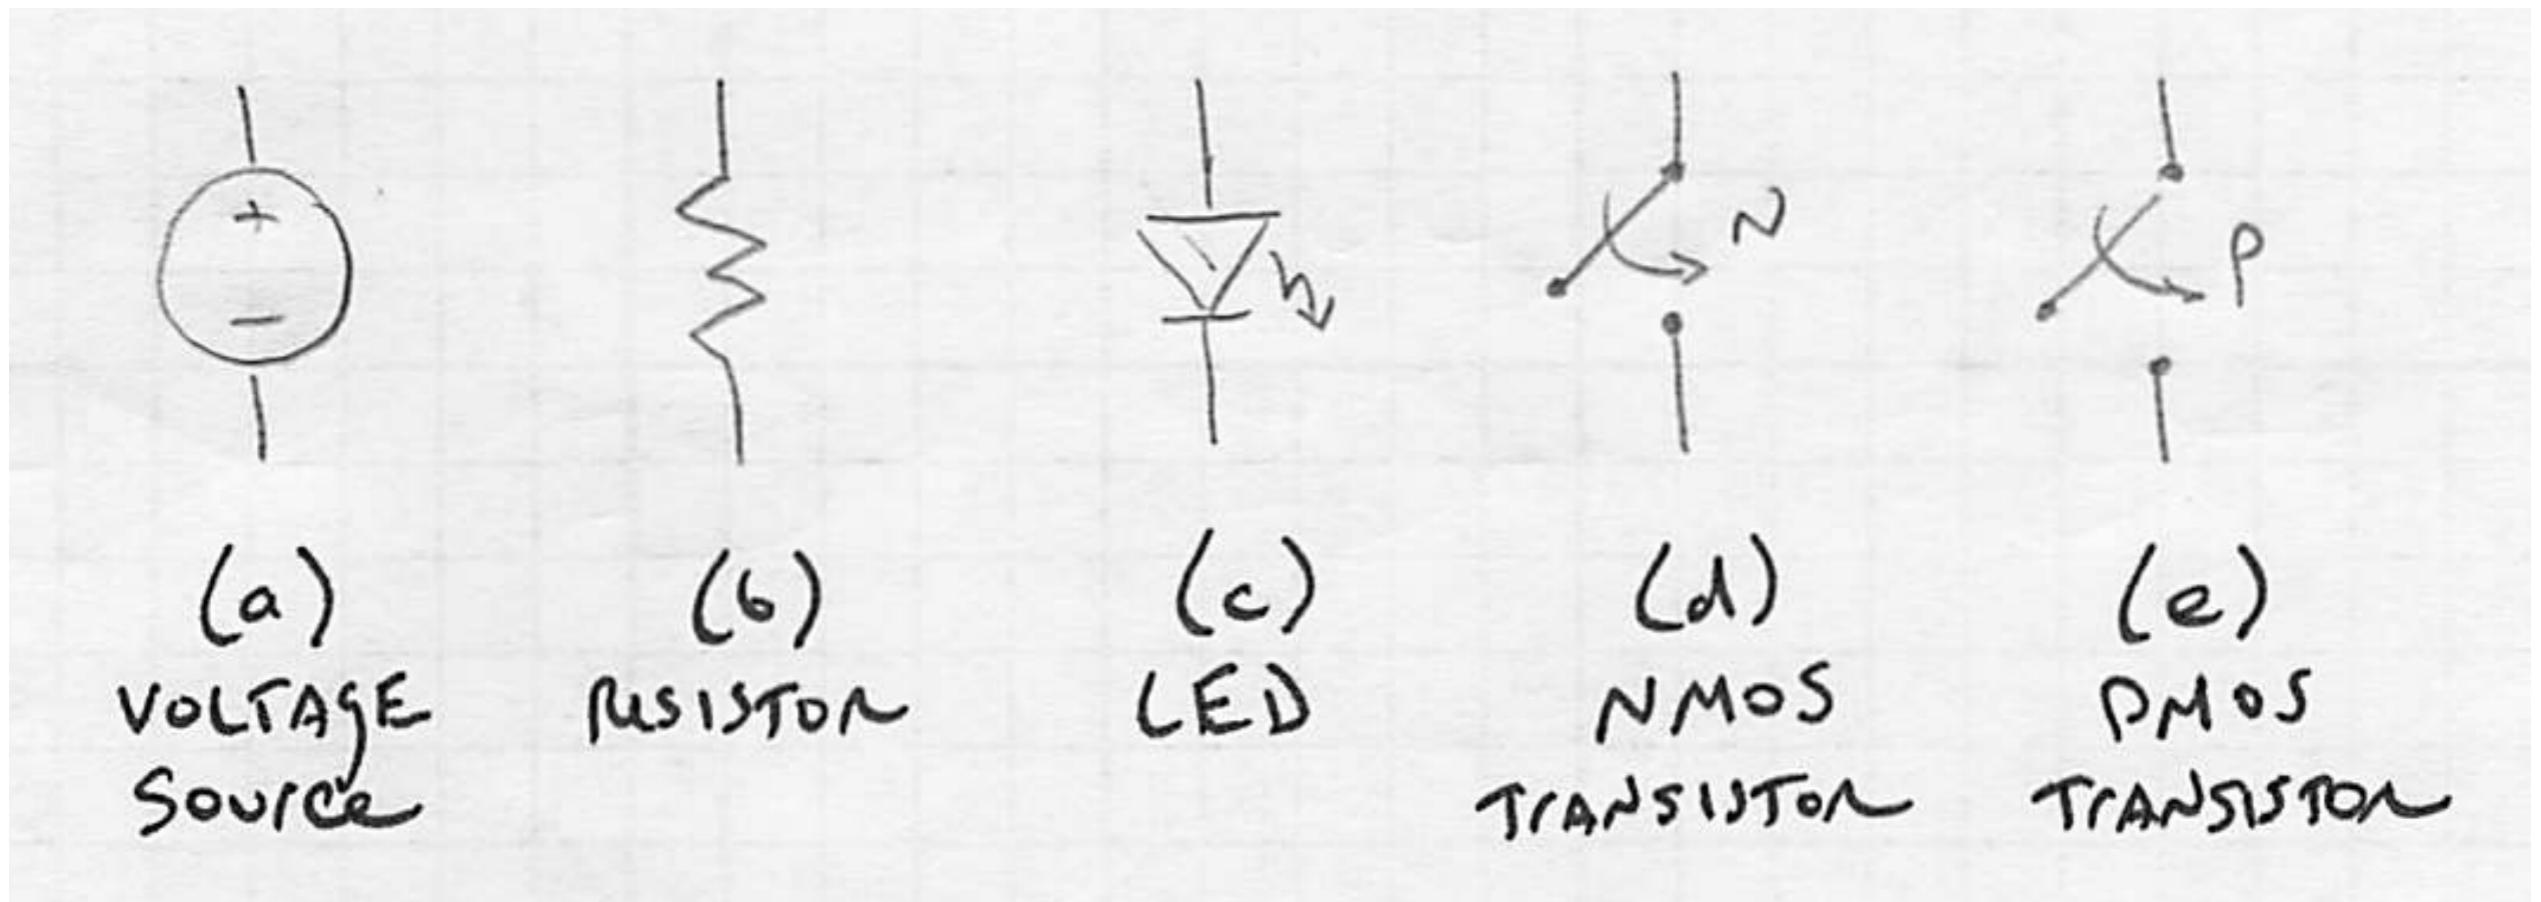 +
−
N
P
(a)
VOLTAGE
SOURCE
(b)
RESISTOR
(c)
LED
(d)
NMOS
TRANSISTOR
(e)
PMOS
TRANSISTOR